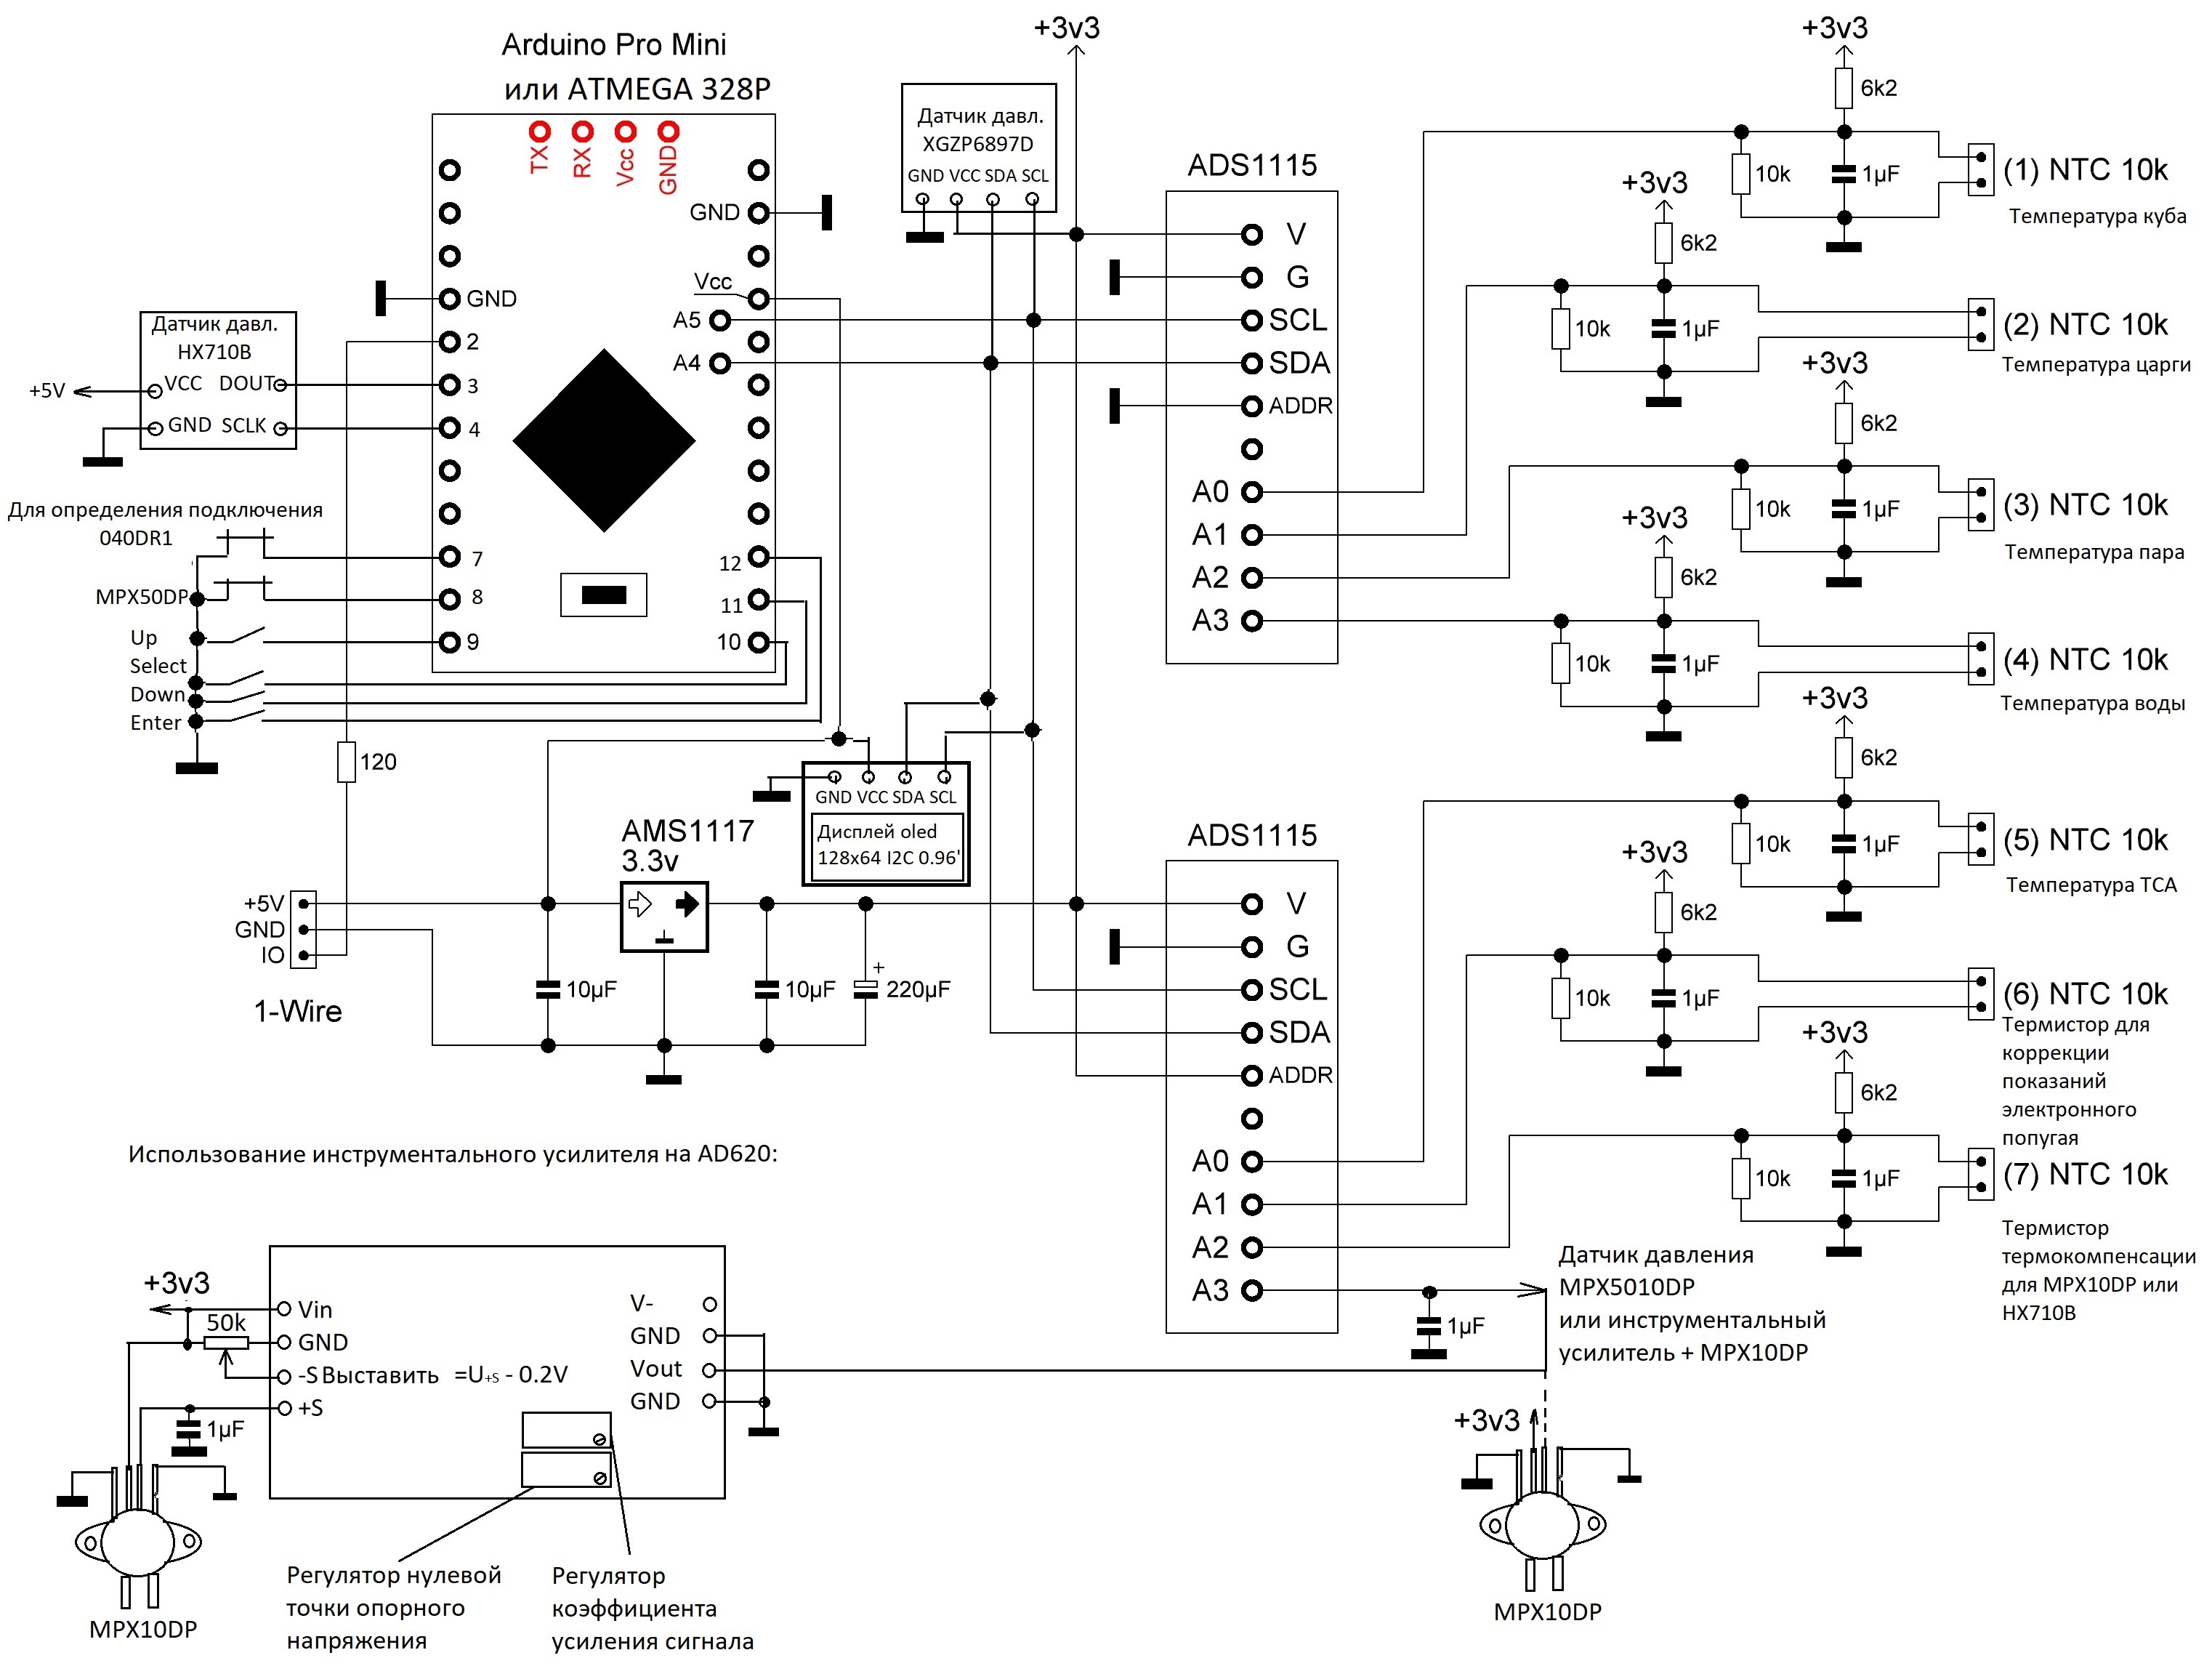 Arduino Pro Mini
или ATMEGA 328P
TX
RX
Vcc
GND
GND
Vcc
A5
A4
GND
2
3
4
7
8
9
12
11
10
Датчик давл.
HX710B
VCC DOUT
GND SCLK
+5V
Для определения подключения
040DR1
MPX50DP
Up
Select
Down
Enter
120
+5V
GND
IO
1-Wire
AMS1117
3.3v
10µF
10µF
+
220µF
Дисплей oled
128x64 I2C 0.96'
GND VCC SDA SCL
+3v3
Датчик давл.
XGZP6897D
GND VCC SDA SCL
ADS1115
V
G
SCL
SDA
ADDR
A0
A1
A2
A3
ADS1115
V
G
SCL
SDA
ADDR
A0
A1
A2
A3
+3v3
6k2
10k
1µF
(1) NTC 10k
Температура куба
+3v3
6k2
10k
1µF
(2) NTC 10k
Температура царги
+3v3
6k2
10k
1µF
(3) NTC 10k
Температура пара
+3v3
6k2
10k
1µF
(4) NTC 10k
Температура воды
+3v3
6k2
10k
1µF
(5) NTC 10k
Температура ТСА
+3v3
6k2
10k
1µF
(6) NTC 10k
Термистор для
коррекции
показаний
электронного
попугая
+3v3
6k2
10k
1µF
(7) NTC 10k
Термистор
термокомпенсации
для MPX10DP или
HX710B
1µF
Датчик давления
MPX5010DP
или инструментальный
усилитель + MPX10DP
+3v3
MPX10DP
Использование инструментального усилителя на AD620:
+3v3
50k
Vin
GND
-S Выставить =U+S - 0.2V
+S
1µF
V-
GND
Vout
GND
MPX10DP
Регулятор нулевой
точки опорного
напряжения
Регулятор
коэффициента
усиления сигнала